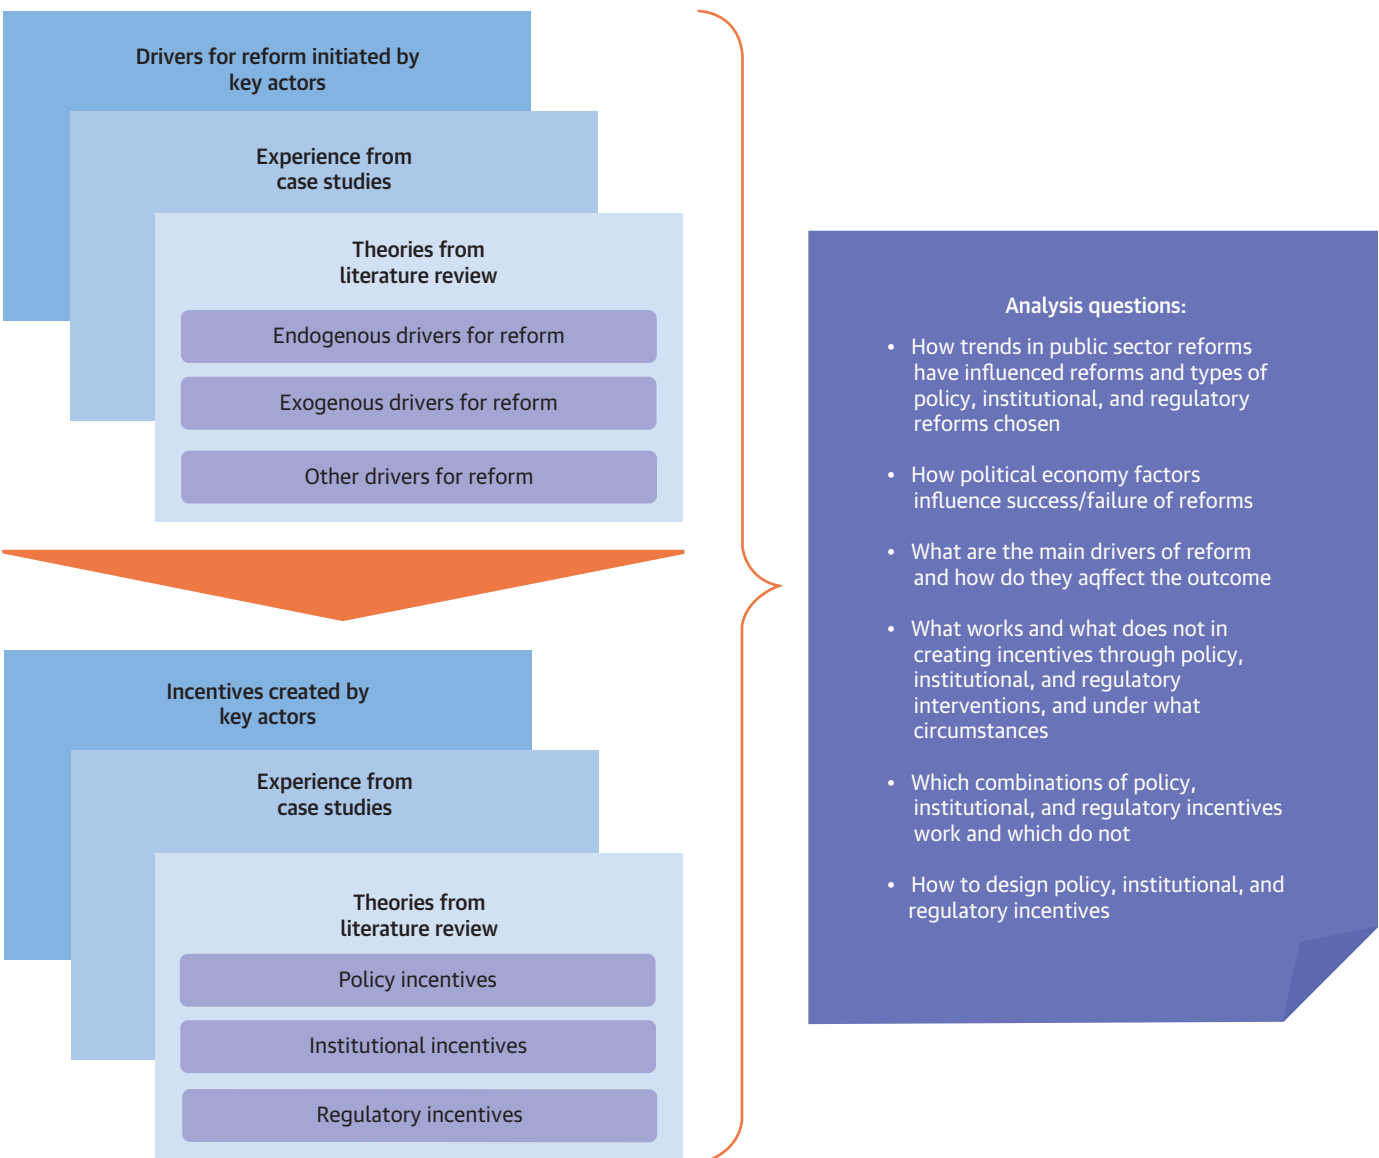 Drivers for reform initiated by
key actors
Experience from
case studies
Theories from
literature review
Endogenous drivers for reform
Exogenous drivers for reform
Other drivers for reform
Incentives created by
key actors
Experience from
case studies
Theories from
literature review
Policy incentives
Institutional incentives
Regulatory incentives
Analysis questions:
• How trends in public sector reforms
have influenced reforms and types of
policy, institutional, and regulatory
reforms chosen
• How political economy factors
influence success/failure of reforms
• What are the main drivers of reform
and how do they aqffect the outcome
• What works and what does not in
creating incentives through policy,
institutional, and regulatory
interventions, and under what
circumstances
• Which combinations of policy,
institutional, and regulatory incentives
work and which do not
• How to design policy, institutional, and
regulatory incentives